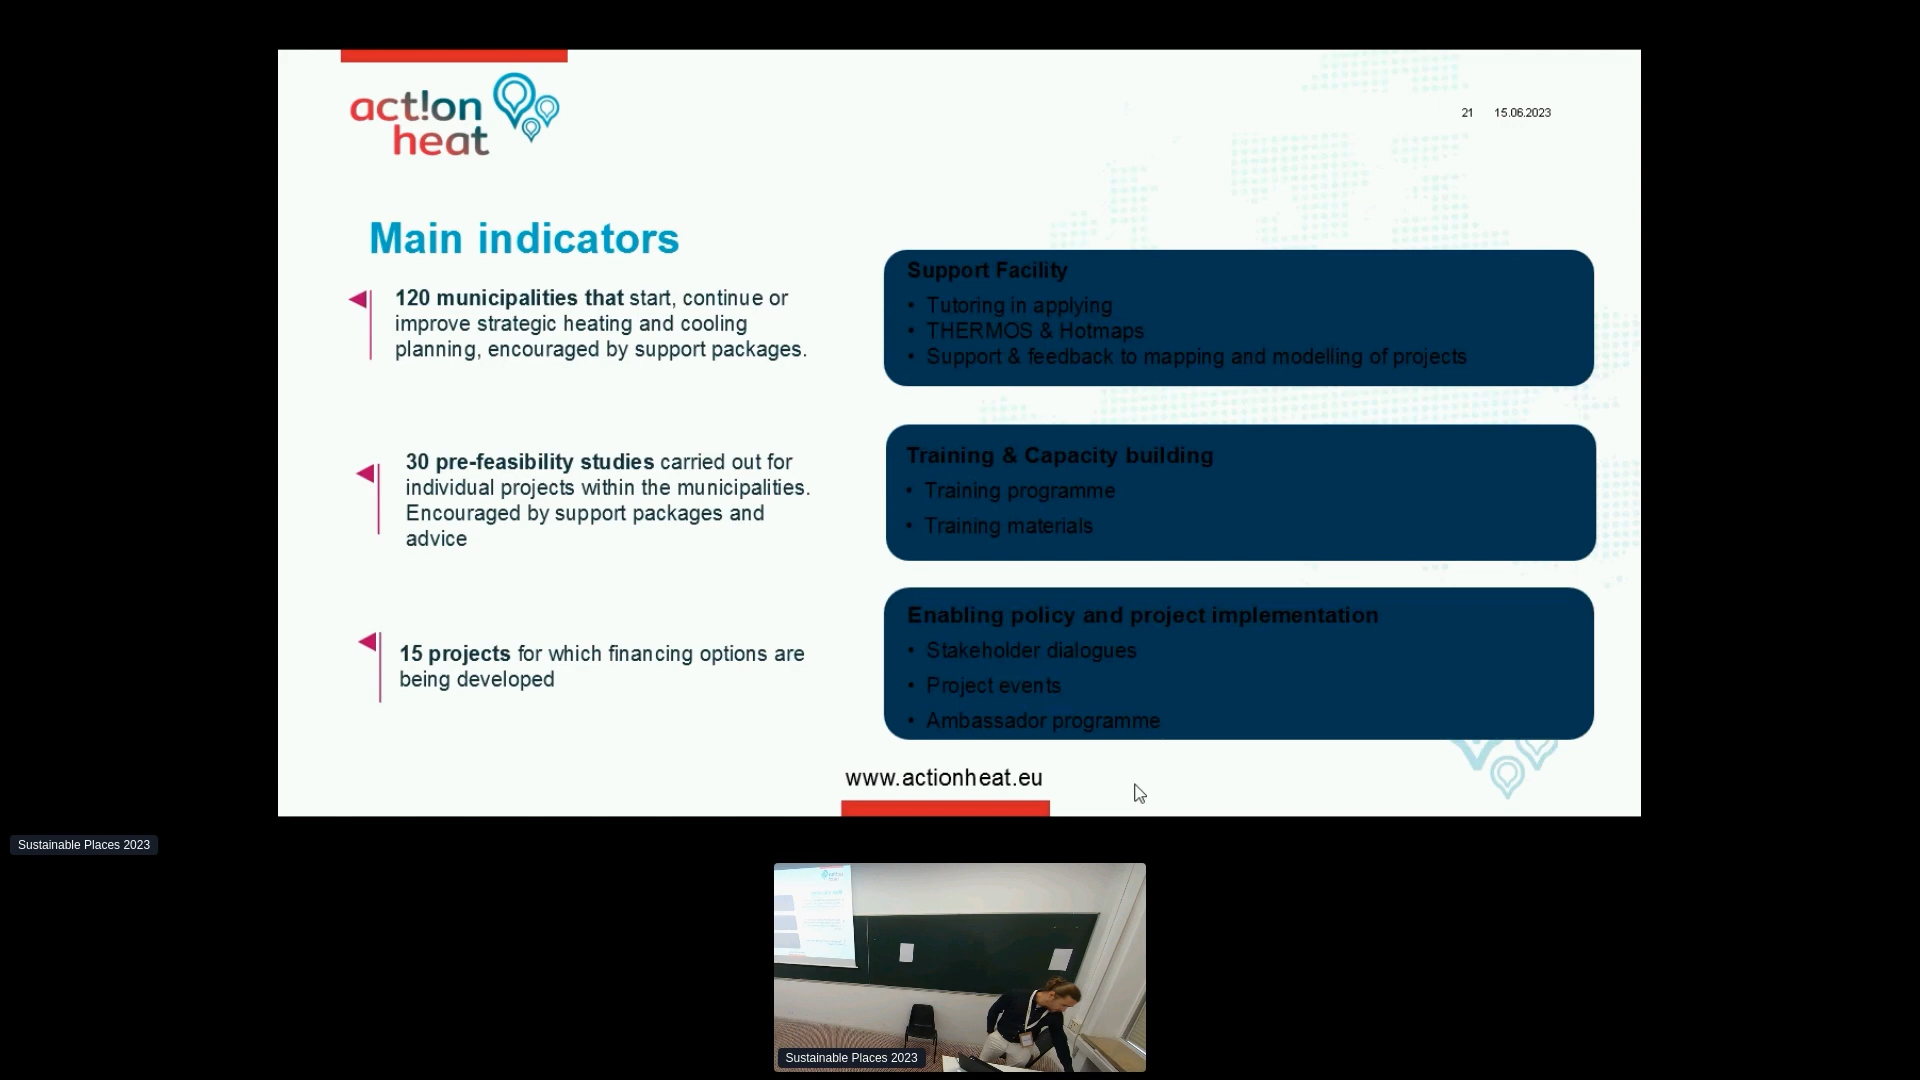 act!on
heat
21 15.06.2023
Main indicators
120 municipalities that start, continue or
improve strategic heating and cooling
planning, encouraged by support packages.
30 pre-feasibility studies carried out for
individual projects within the municipalities.
Encouraged by support packages and
advice
15 projects for which financing options are
being developed
Support Facility
• Tutoring in applying
• THERMOS & Hotmaps
• Support & feedback to mapping and modelling of projects
Training & Capacity building
• Training programme
• Training materials
Enabling policy and project implementation
• Stakeholder dialogues
• Project events
• Ambassador programme
www.actionheat.eu
Sustainable Places 2023
Sustainable Places 2023